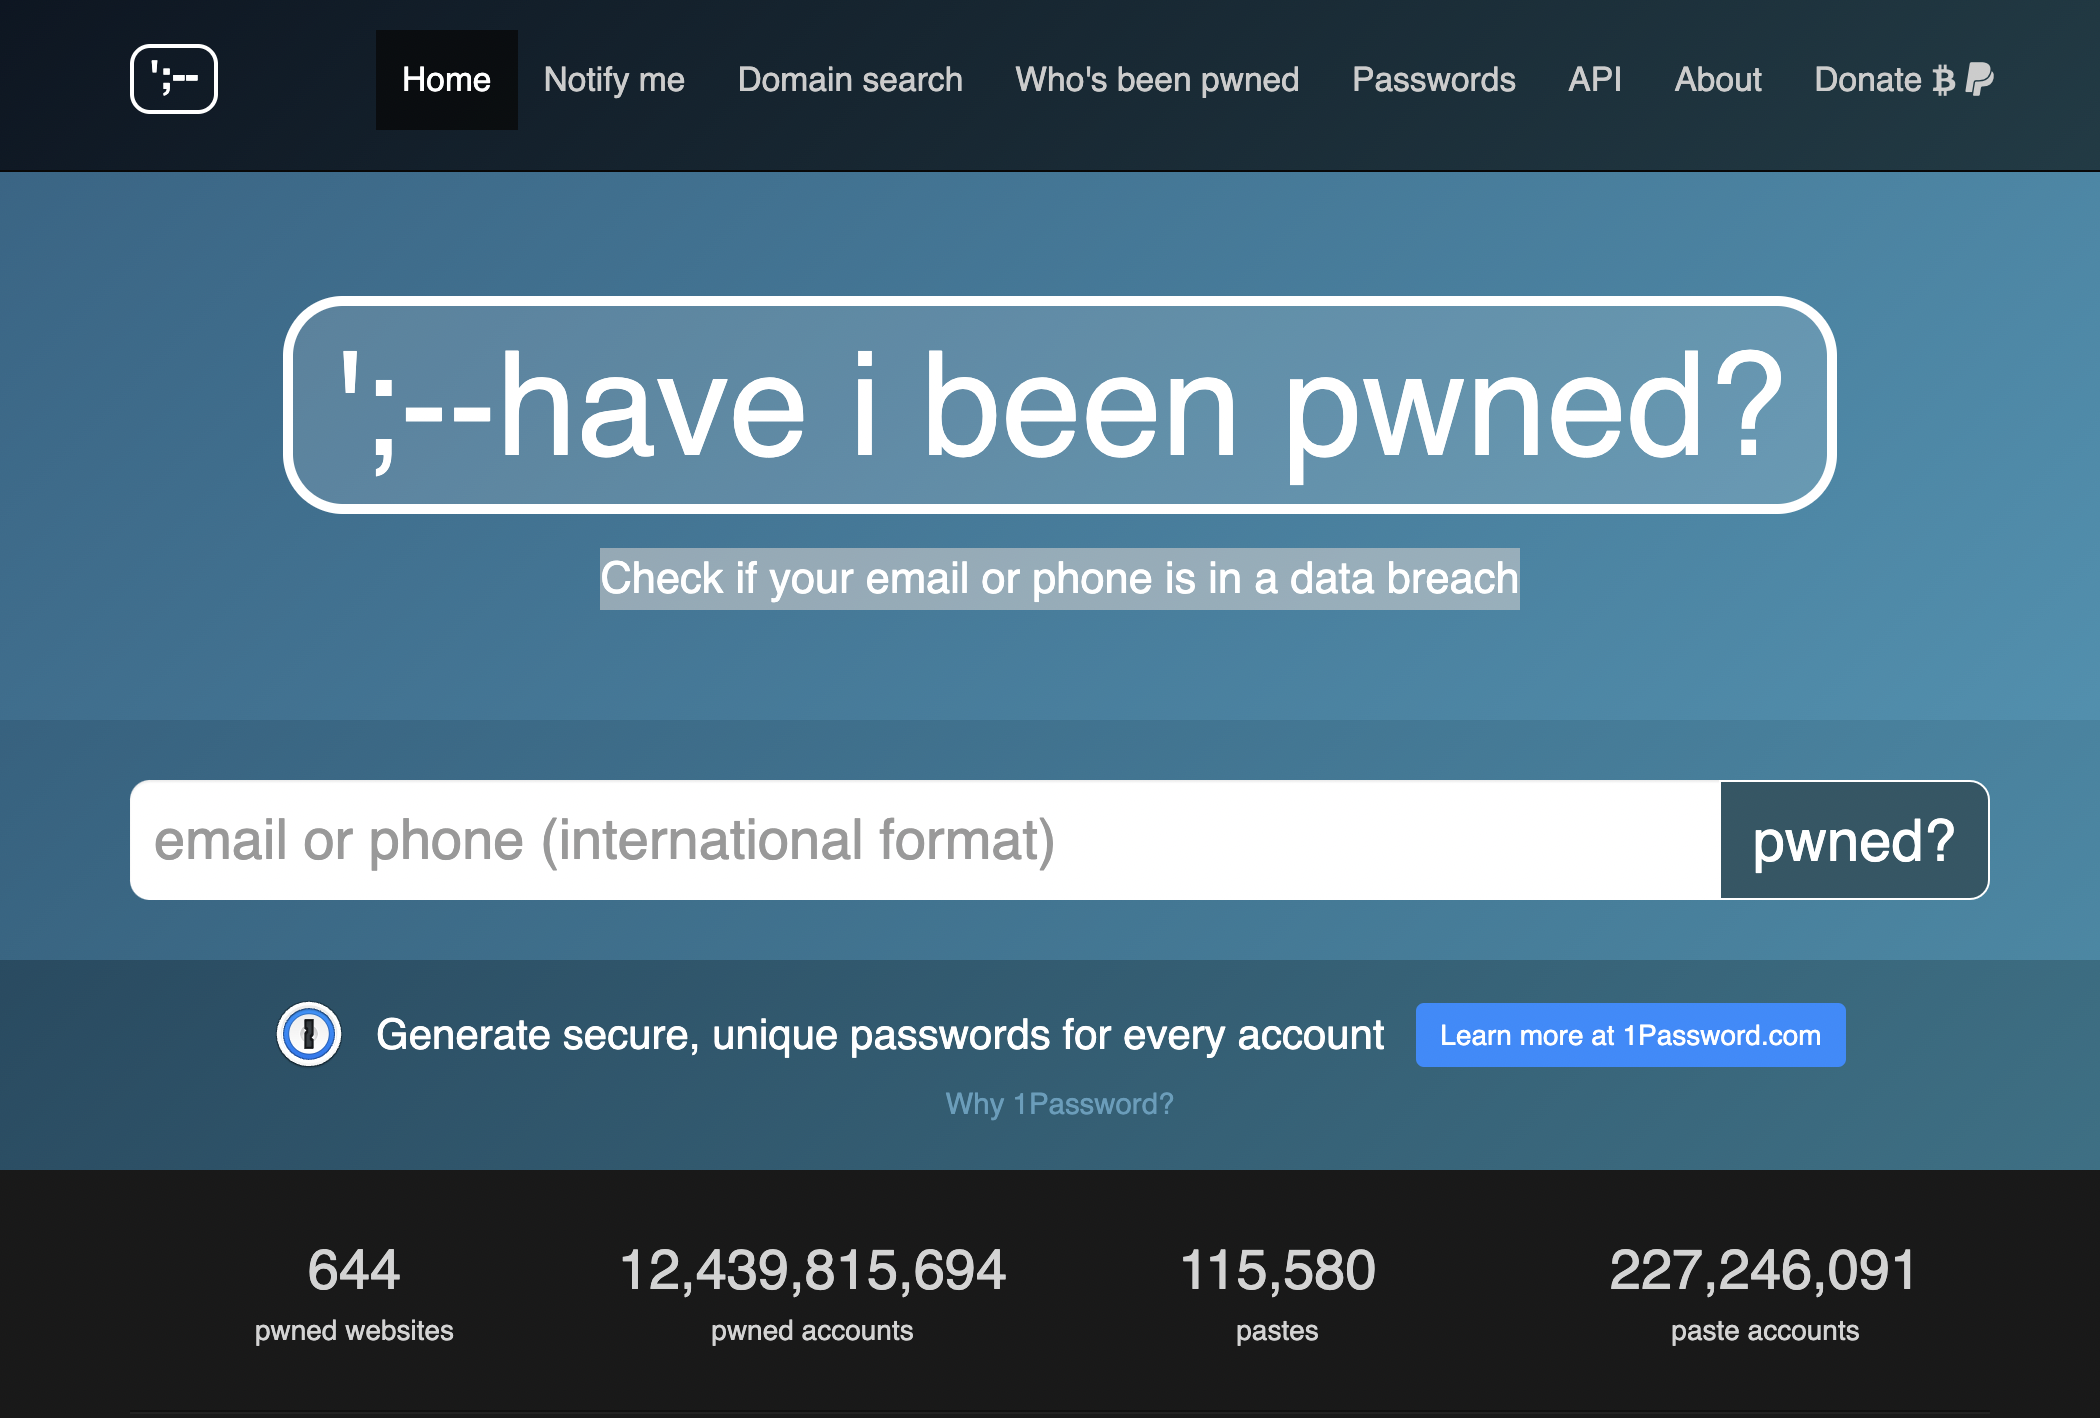 ';--
Home Notify me Domain search Who's been pwned Passwords API About Donate
';--have i been pwned?
Check if your email or phone is in a data breach
email or phone (international format) pwned?
Generate secure, unique passwords for every account Learn more at 1Password.com
Why 1Password?
644 12,439,815,694 115,580 227,246,091
pwned websites pwned accounts pastes paste accounts